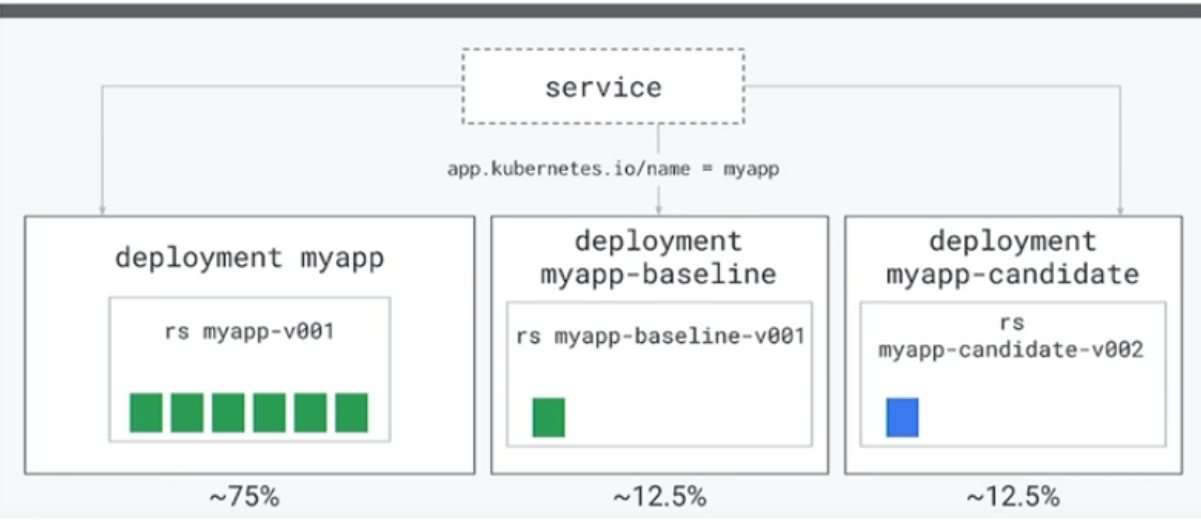 service
app.kubernetes.io/name = myapp
deployment myapp
rs myapp-v001
~75%
deployment
myapp-baseline
rs myapp-baseline-v001
~12.5%
deployment
myapp-candidate
rs
myapp-candidate-v002
~12.5%